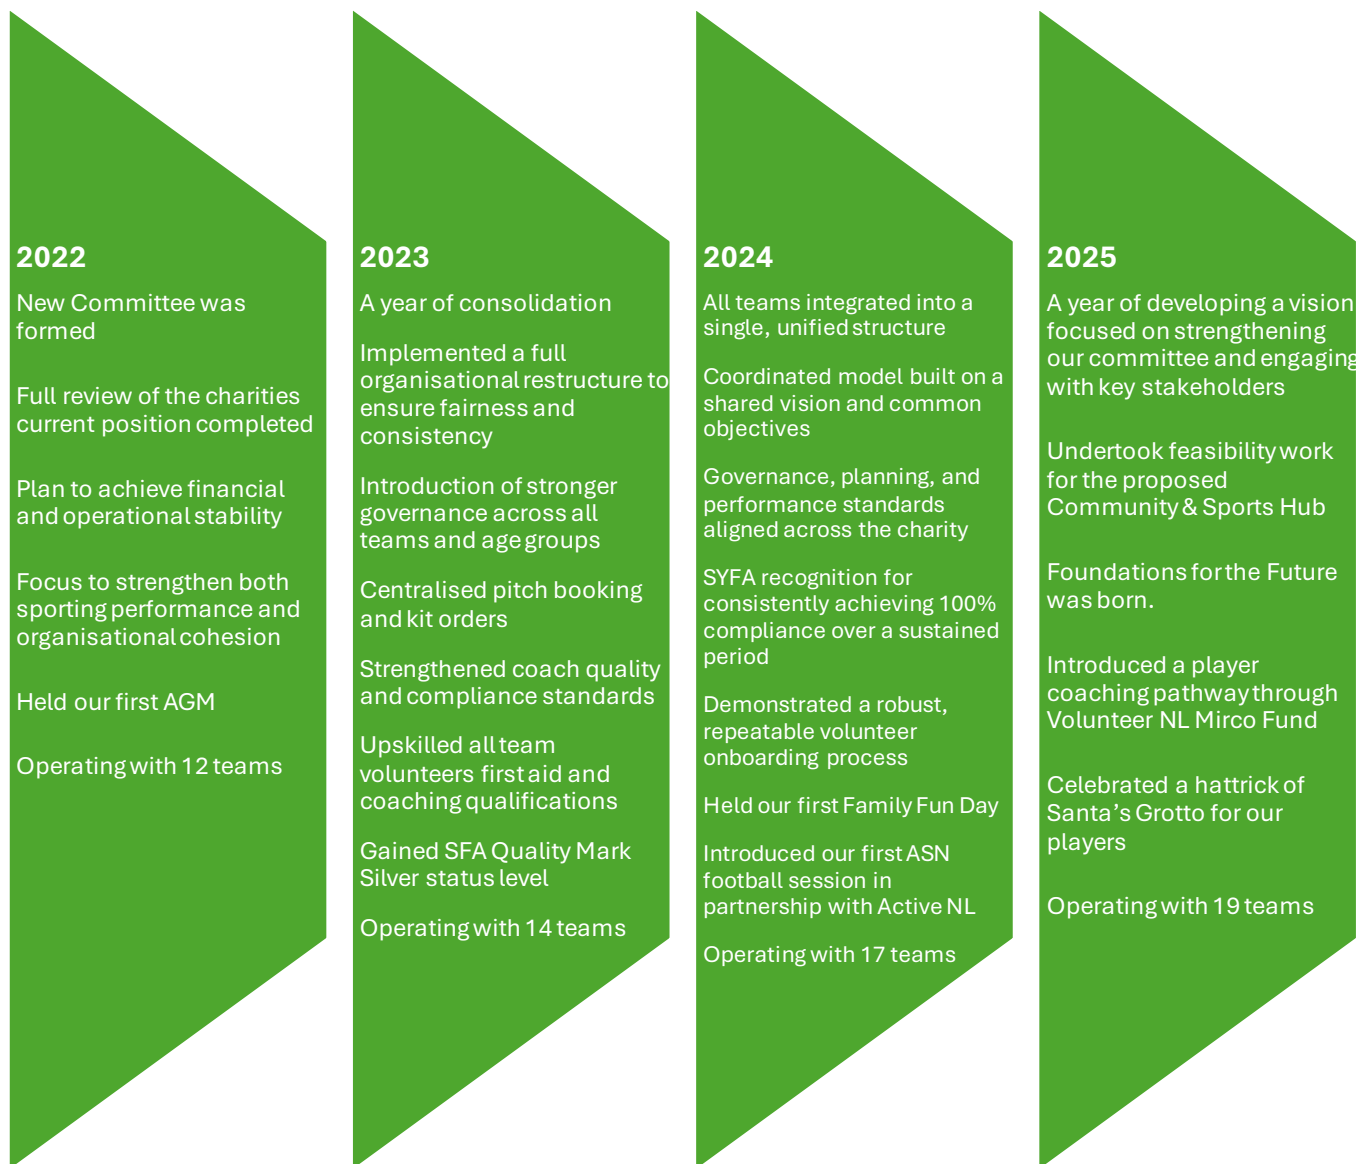 2022
New Committee was
formed
Full review of the charities
current position completed
Plan to achieve financial
and operational stability
Focus to strengthen both
sporting performance and
organisational cohesion
Held our first AGM
Operating with 12 teams
2023
A year of consolidation
Implemented a full
organisational restructure to
ensure fairness and
consistency
Introduction of stronger
governance across all
teams and age groups
Centralised pitch booking
and kit orders
Strengthened coach quality
and compliance standards
Upskilled all team
volunteers first aid and
coaching qualifications
Gained SFA Quality Mark
Silver status level
Operating with 14 teams
2024
All teams integrated into a
single, unified structure
Coordinated model built on a
shared vision and common
objectives
Governance, planning, and
performance standards
aligned across the charity
SYFA recognition for
consistently achieving 100%
compliance over a sustained
period
Demonstrated a robust,
repeatable volunteer
onboarding process
Held our first Family Fun Day
Introduced our first ASN
football session in
partnership with Active NL
Operating with 17 teams
2025
A year of developing a vision
focused on strengthening
our committee and engaging
with key stakeholders
Undertook feasibility work
for the proposed
Community & Sports Hub
Foundations for the Future
was born.
Introduced a player
coaching pathway through
Volunteer NL Mirco Fund
Celebrated a hattrick of
Santa’s Grotto for our
players
Operating with 19 teams